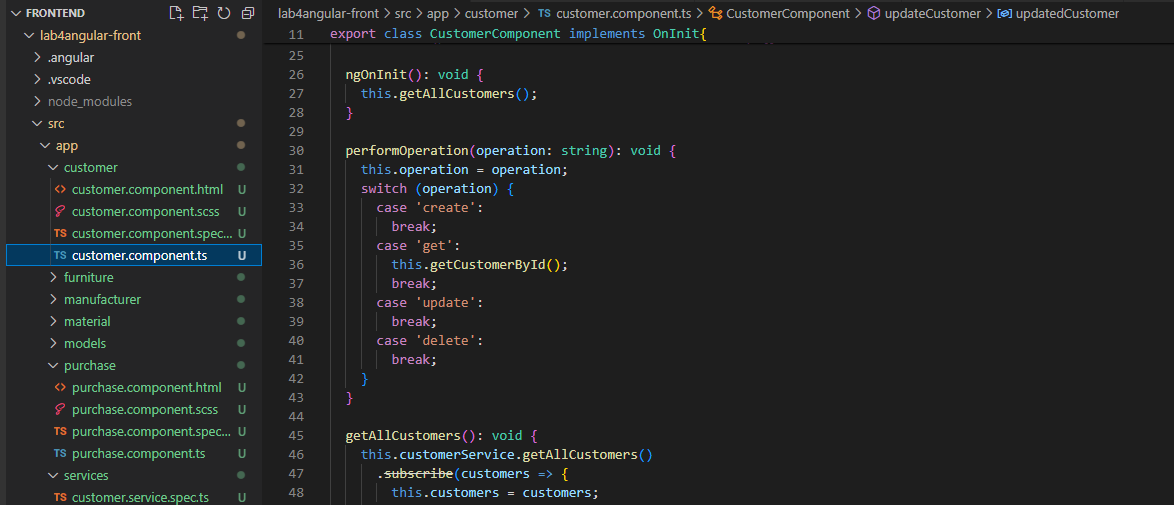 FRONTEND
lab4angular-front
.angular
.vscode
node_modules
src
app
customer
customer.component.html U
customer.component.scss U
TS customer.component.spec... U
TS customer.component.ts U
furniture
manufacturer
material
models
purchase
purchase.component.html U
purchase.component.scss U
TS purchase.component.spec... U
TS purchase.component.ts U
services
TS customer.service.spec.ts U
lab4angular-front > src > app > customer > TS customer.component.ts > CustomerComponent > updateCustomer > updatedCustomer
11 export class CustomerComponent implements OnInit{
25
26 ngOnInit(): void {
27 this.getAllCustomers();
28 }
29
30 performOperation(operation: string): void {
31 this.operation = operation;
32 switch (operation) {
33 case 'create':
34 break;
35 case 'get':
36 this.getCustomerById();
37 break;
38 case 'update':
39 break;
40 case 'delete':
41 break;
42 }
43 }
44
45 getAllCustomers(): void {
46 this.customerService.getAllCustomers()
47 .subscribe(customers => {
48 this.customers = customers;